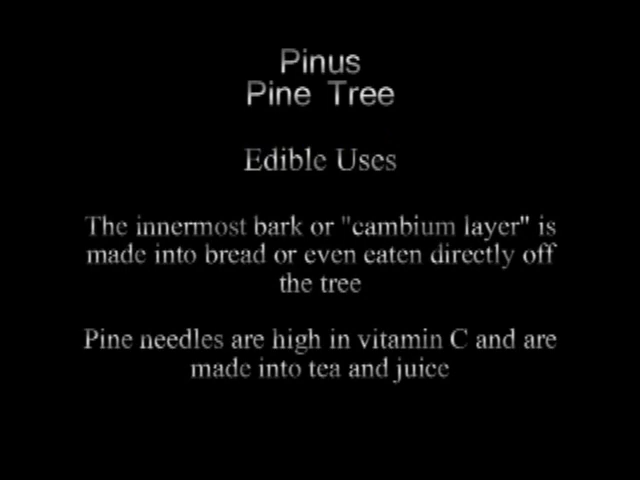 Pinus
Pine Tree
Edible Uses
The innermost bark or "cambium layer" is
made into bread or even eaten directly off
the tree
Pine needles are high in vitamin C and are
made into tea and juice